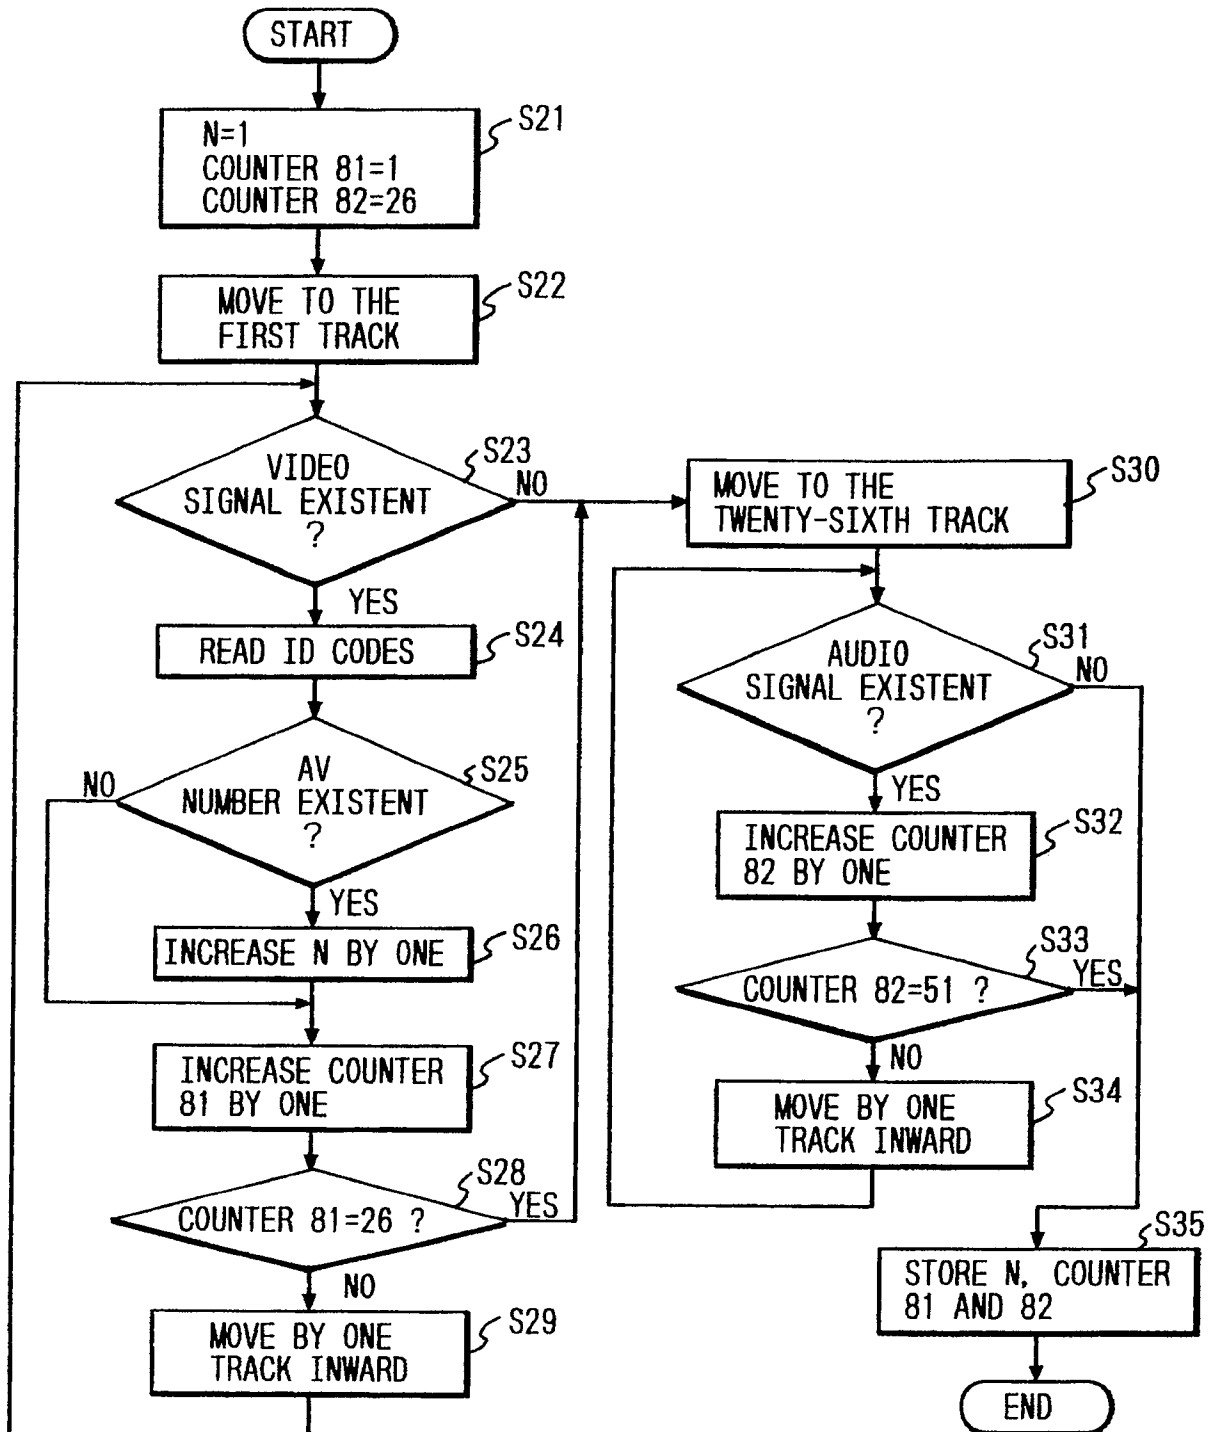 START
N=1
COUNTER 81=1
COUNTER 82=26
S21
MOVE TO THE
FIRST TRACK
S22
VIDEO
SIGNAL EXISTENT
?
S23
NO
YES
READ ID CODES
S24
AV
NUMBER EXISTENT
?
S25
NO
YES
INCREASE N BY ONE
S26
INCREASE COUNTER
81 BY ONE
S27
COUNTER 81=26 ?
S28
YES
NO
MOVE BY ONE
TRACK INWARD
S29
MOVE TO THE
TWENTY-SIXTH TRACK
S30
AUDIO
SIGNAL EXISTENT
?
S31
NO
YES
INCREASE COUNTER
82 BY ONE
S32
COUNTER 82=51 ?
S33
YES
NO
MOVE BY ONE
TRACK INWARD
S34
STORE N, COUNTER
81 AND 82
S35
END